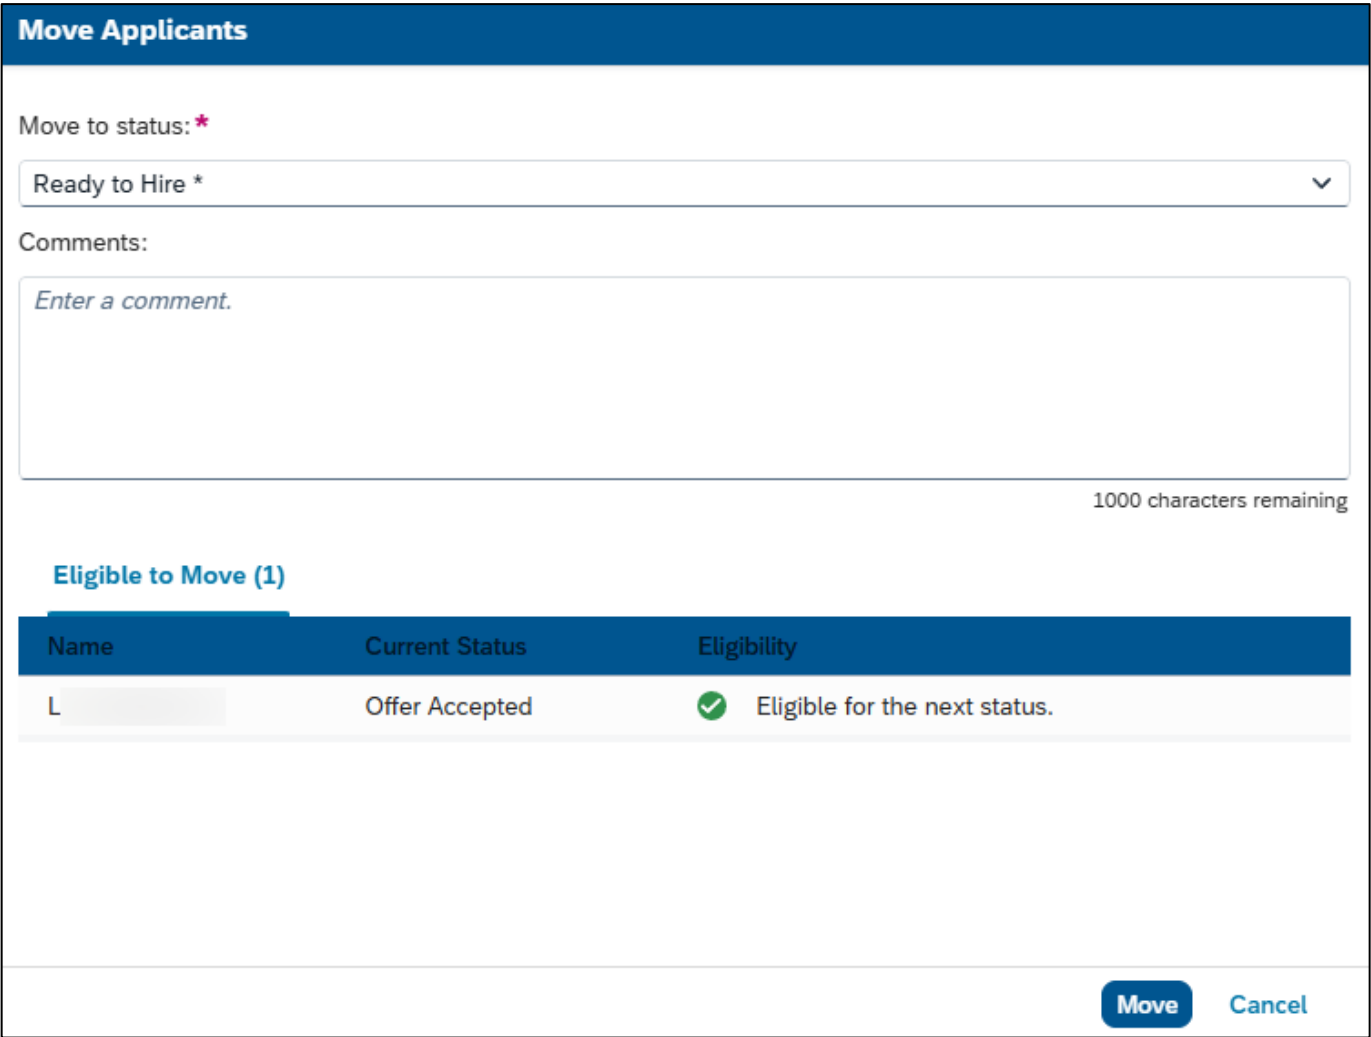 Move Applicants
Move to status: *
Ready to Hire *
Comments:
Enter a comment.
1000 characters remaining
Eligible to Move (1)
Name Current Status Eligibility
L Offer Accepted Eligible for the next status.
Move Cancel